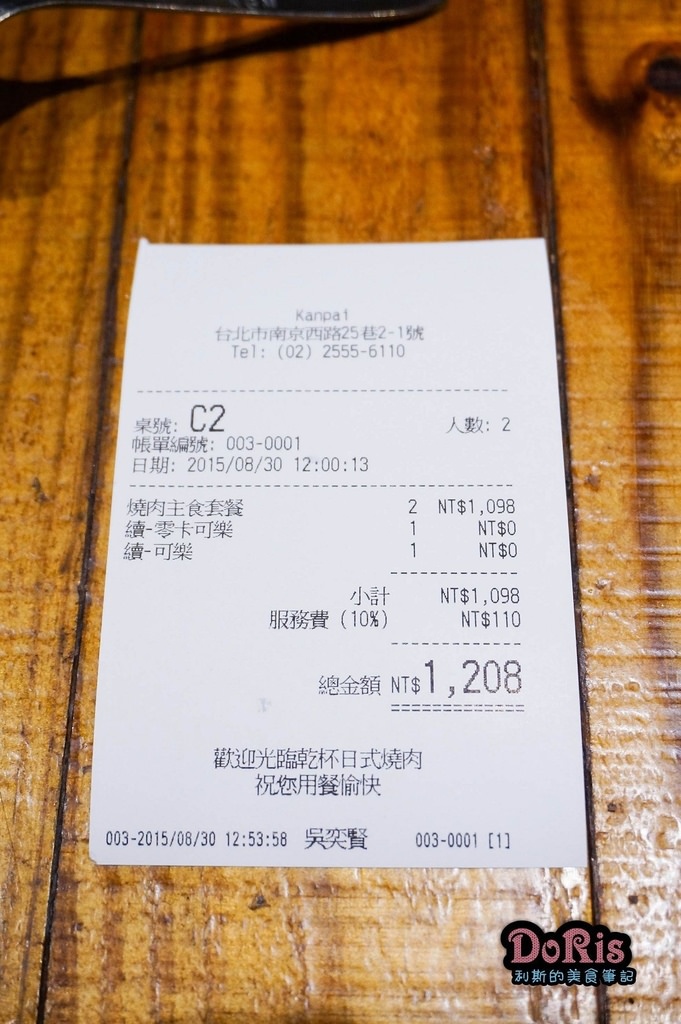 Kanpai
台北市南京西路25巷2-1號
Tel: (02) 2555-6110
桌號: C2 人數: 2
帳單編號: 003-0001
日期: 2015/08/30 12:00:13
燒肉主食套餐 2 NT$1,098
續-零卡可樂 1 NT$0
續-可樂 1 NT$0
小計 NT$1,098
服務費 (10%) NT$110
總金額 NT$1,208
歡迎光臨乾杯日式燒肉
祝您用餐愉快
003-2015/08/30 12:53:58 吳奕賢 003-0001 [1]
DoRis
利斯的美食筆記